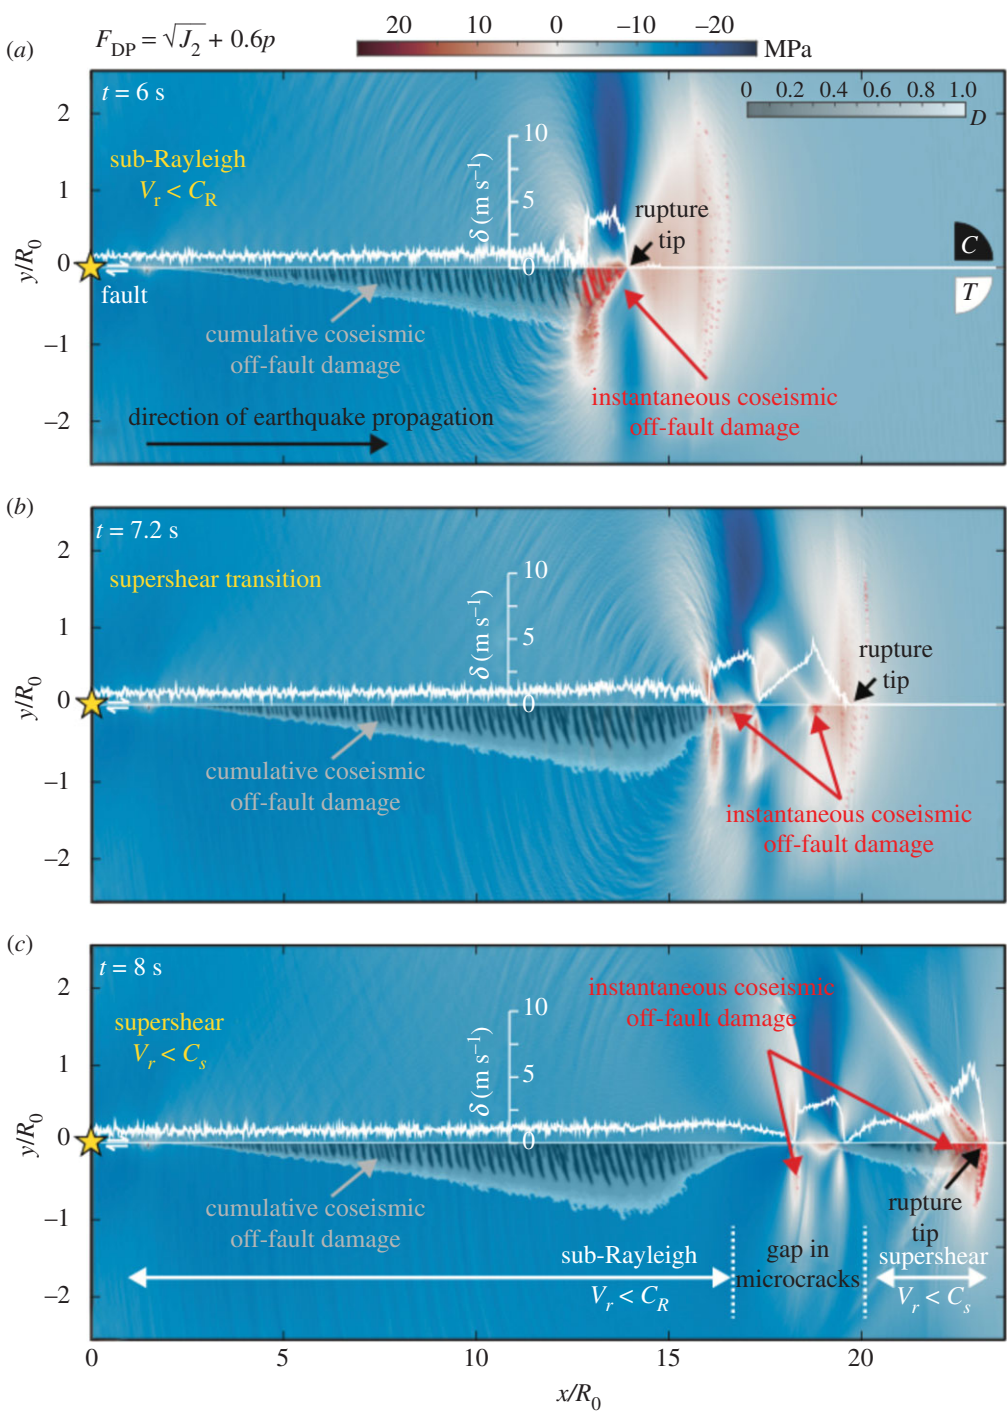 (a)
F_DP = √J₂ + 0.6p
20 10 0 −10 −20 MPa
t = 6 s
0 0.2 0.4 0.6 0.8 1.0
D
sub-Rayleigh
V_r < C_R
10
5
0
δ (m s⁻¹)
rupture
tip
C
T
fault
cumulative coseismic
off-fault damage
instantaneous coseismic
off-fault damage
direction of earthquake propagation
2
1
0
−1
−2
y/R₀
(b)
t = 7.2 s
supershear transition
10
5
0
δ (m s⁻¹)
rupture
tip
cumulative coseismic
off-fault damage
instantaneous coseismic
off-fault damage
2
1
0
−1
−2
y/R₀
(c)
t = 8 s
instantaneous coseismic
off-fault damage
supershear
V_r < C_s
10
5
0
δ (m s⁻¹)
cumulative coseismic
off-fault damage
rupture
tip
sub-Rayleigh
V_r < C_R
gap in
microcracks
supershear
V_r < C_s
2
1
0
−1
−2
y/R₀
0 5 10 15 20
x/R₀